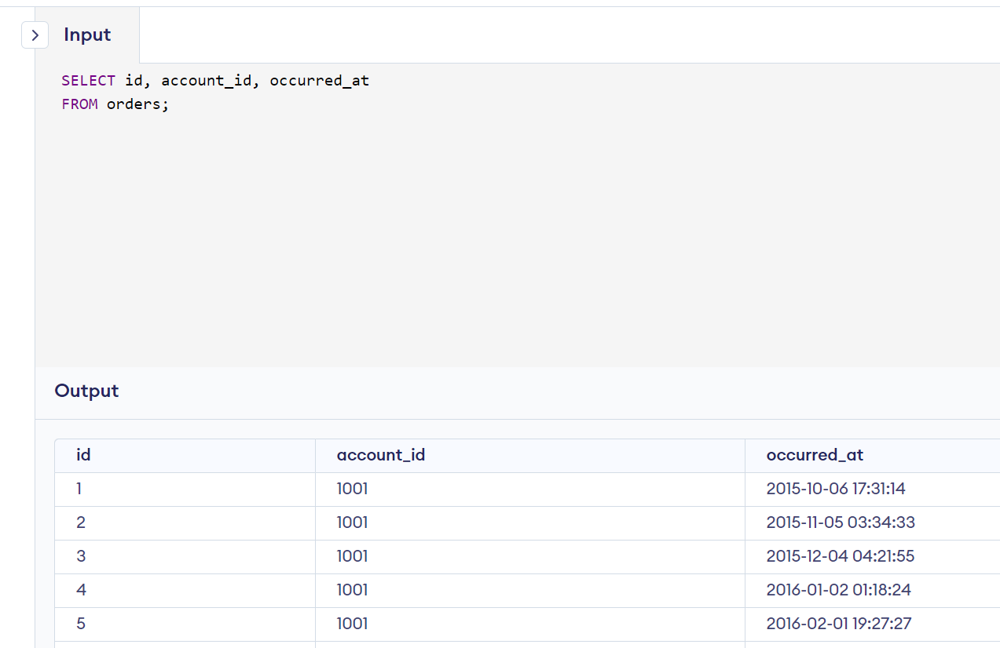 Input
SELECT id, account_id, occurred_at
FROM orders;
Output
id account_id occurred_at
1 1001 2015-10-06 17:31:14
2 1001 2015-11-05 03:34:33
3 1001 2015-12-04 04:21:55
4 1001 2016-01-02 01:18:24
5 1001 2016-02-01 19:27:27